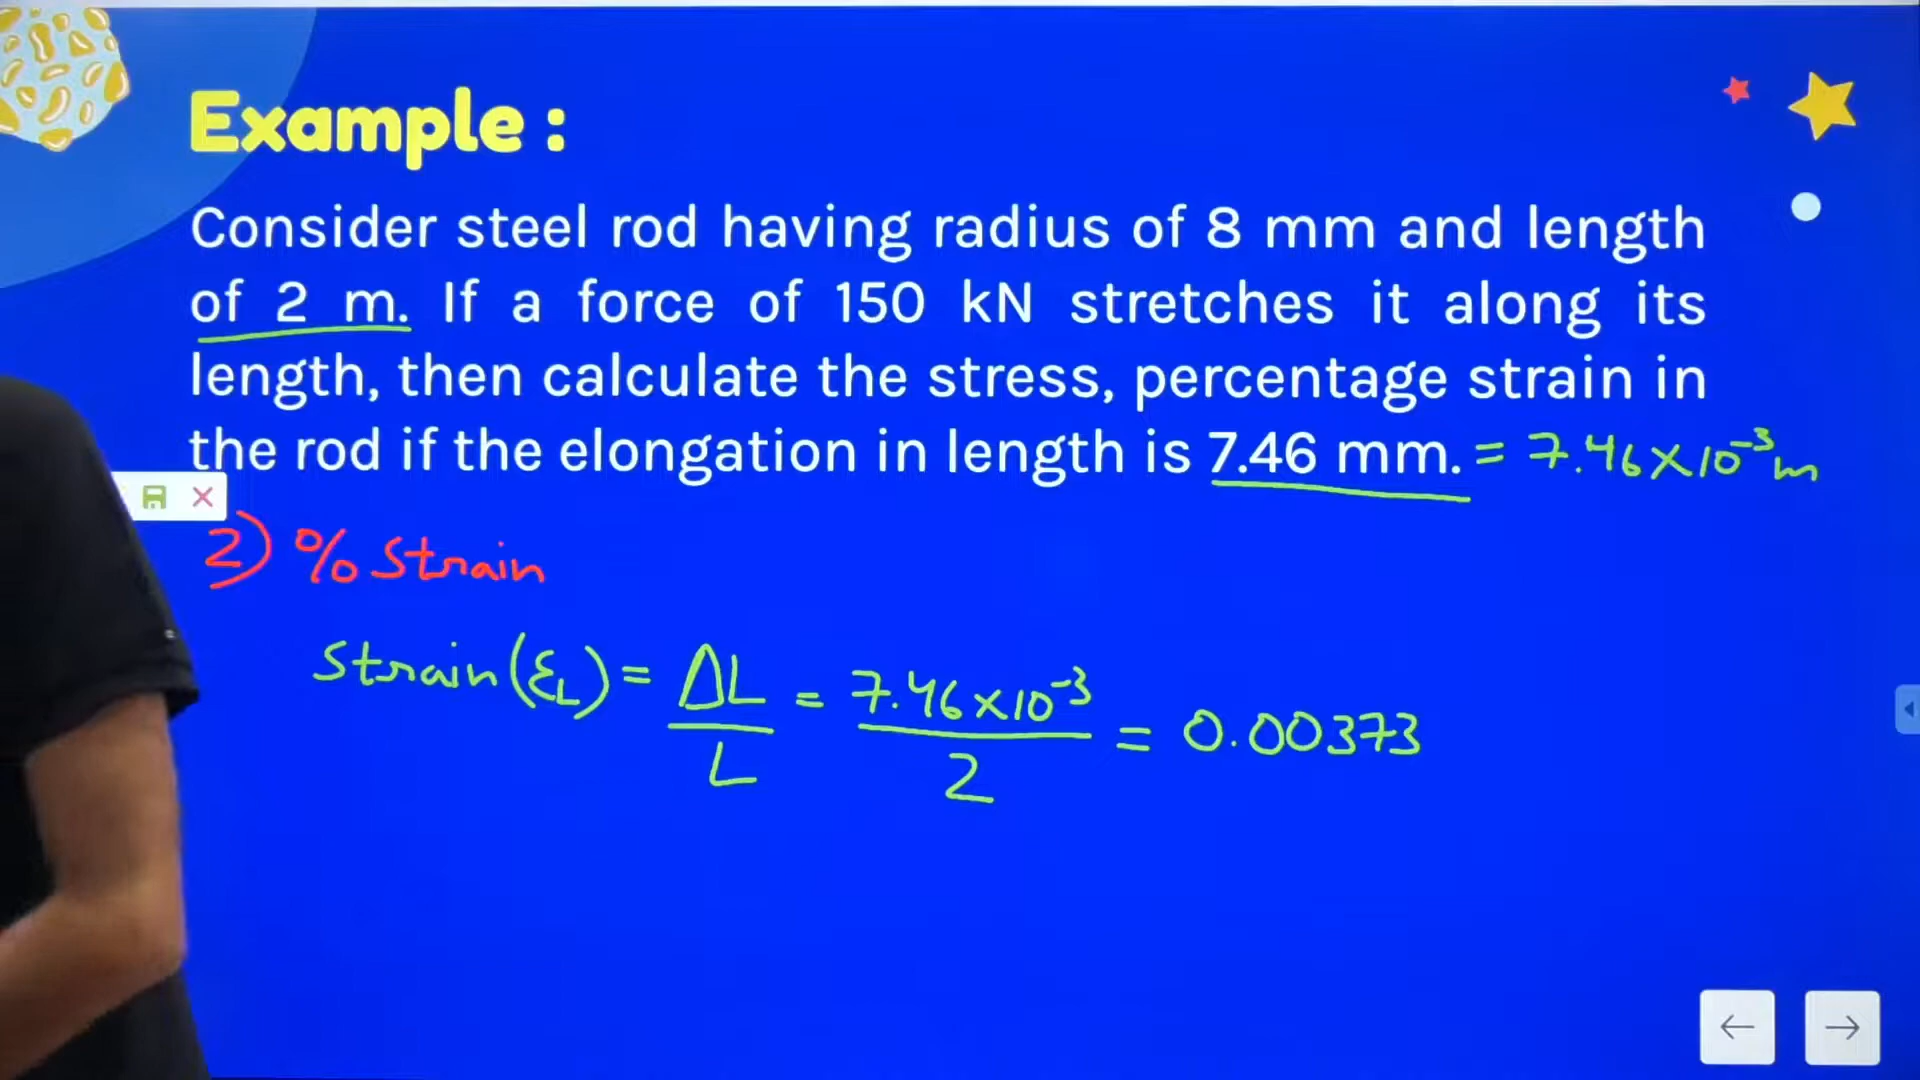 Example :
Consider steel rod having radius of 8 mm and length
of 2 m. If a force of 150 kN stretches it along its
length, then calculate the stress, percentage strain in
the rod if the elongation in length is 7.46 mm. = 7.46×10⁻³m
2) % Strain
Strain(ε_L) = ΔL/L = 7.46×10⁻³/2 = 0.00373